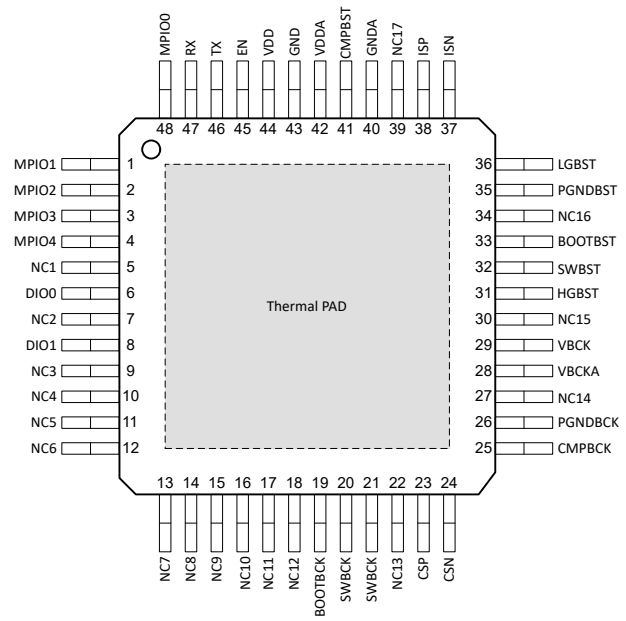 MPIO0
RX
TX
EN
VDD
GND
VDDA
CMPBST
GNDA
NC17
ISP
ISN
48 47 46 45 44 43 42 41 40 39 38 37
MPIO1 1
MPIO2 2
MPIO3 3
MPIO4 4
NC1 5
DIO0 6
NC2 7
DIO1 8
NC3 9
NC4 10
NC5 11
NC6 12
Thermal PAD
36 LGBST
35 PGNDBST
34 NC16
33 BOOTBST
32 SWBST
31 HGBST
30 NC15
29 VBCK
28 VBCKA
27 NC14
26 PGNDBCK
25 CMPBCK
13 14 15 16 17 18 19 20 21 22 23 24
NC7
NC8
NC9
NC10
NC11
NC12
BOOTBCK
SWBCK
SWBCK
NC13
CSP
CSN